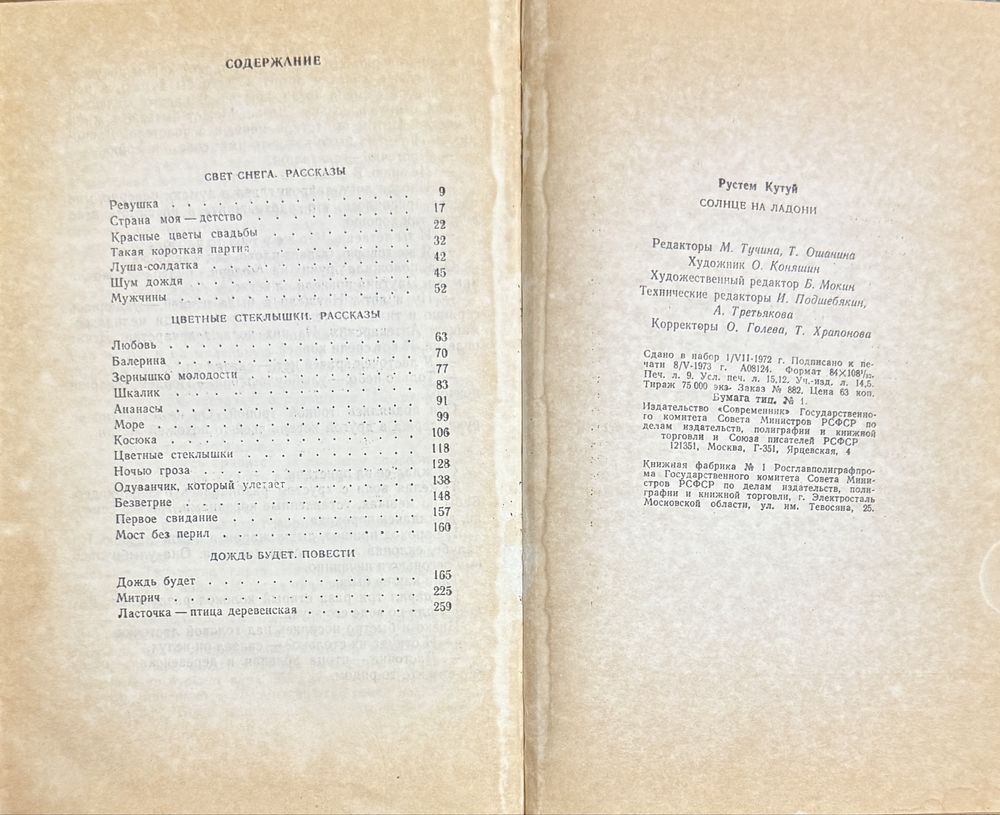 СОДЕРЖАНИЕ
СВЕТ СНЕГА. РАССКАЗЫ
Ревушка . . . . . . . . . . . . . 9
Страна моя — детство . . . . . . . . . 17
Красные цветы свадьбы . . . . . . . . 22
Такая короткая партия . . . . . . . . 32
Луша-солдатка . . . . . . . . . . . 42
Шум дождя . . . . . . . . . . . . 45
Мужчины . . . . . . . . . . . . . 52
ЦВЕТНЫЕ СТЕКЛЫШКИ. РАССКАЗЫ
Любовь . . . . . . . . . . . . . 63
Балерина . . . . . . . . . . . . . 70
Зернышко молодости . . . . . . . . . 77
Шкалик . . . . . . . . . . . . . 83
Ананасы . . . . . . . . . . . . . 91
Море . . . . . . . . . . . . . . 99
Косюка . . . . . . . . . . . . . 106
Цветные стеклышки . . . . . . . . . 118
Ночью гроза . . . . . . . . . . . . 128
Одуванчик, который улетает . . . . . . 138
Безветрие . . . . . . . . . . . . . 148
Первое свидание . . . . . . . . . . 157
Мост без перил . . . . . . . . . . . 160
ДОЖДЬ БУДЕТ. ПОВЕСТИ
Дождь будет . . . . . . . . . . . . 165
Митрич . . . . . . . . . . . . . 225
Ласточка — птица деревенская . . . . . . 259
Рустем Кутуй
СОЛНЦЕ НА ЛАДОНИ
Редакторы М. Тучина, Т. Ошанина
Художник О. Коняшин
Художественный редактор Б. Мокин
Технические редакторы И. Подшебякин,
А. Третьякова
Корректоры О. Голева, Т. Храпонова
Сдано в набор 1/VII-1972 г. Подписано к пе-
чати 8/V-1973 г. А08124. Формат 84×108¹/₃₂.
Печ. л. 9. Усл. печ. л. 15,12. Уч.-изд. л. 14,5.
Тираж 75 000 экз. Заказ № 882. Цена 63 коп.
Бумага тип. № 1.
Издательство «Современник» Государственно-
го комитета Совета Министров РСФСР по
делам издательств, полиграфии и книжной
торговли и Союза писателей РСФСР
121351, Москва, Г-351, Ярцевская, 4
Книжная фабрика № 1 Росглавполиграфпро-
ма Государственного комитета Совета Мини-
стров РСФСР по делам издательств, поли-
графии и книжной торговли, г. Электросталь
Московской области, ул. им. Тевосяна, 25.